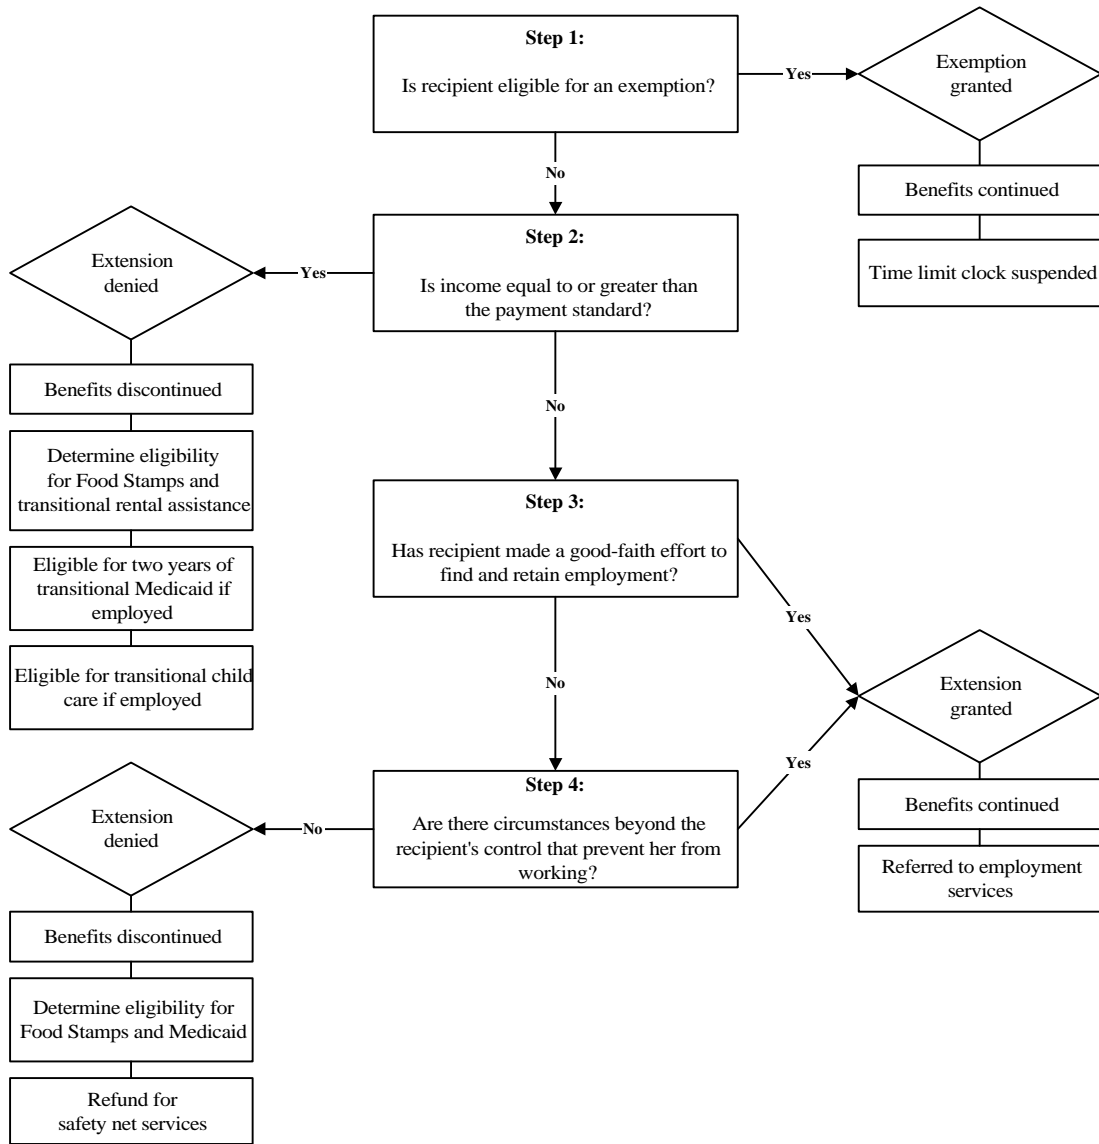 Step 1:
Is recipient eligible for an exemption?
Yes
Exemption
granted
Benefits continued
Time limit clock suspended
No
Step 2:
Is income equal to or greater than
the payment standard?
Yes
Extension
denied
Benefits discontinued
Determine eligibility
for Food Stamps and
transitional rental assistance
Eligible for two years of
transitional Medicaid if
employed
Eligible for transitional child
care if employed
No
Step 3:
Has recipient made a good-faith effort to
find and retain employment?
Yes
No
Extension
granted
Benefits continued
Referred to employment
services
Step 4:
Are there circumstances beyond the
recipient's control that prevent her from
working?
Yes
No
Extension
denied
Benefits discontinued
Determine eligibility for
Food Stamps and Medicaid
Refund for
safety net services